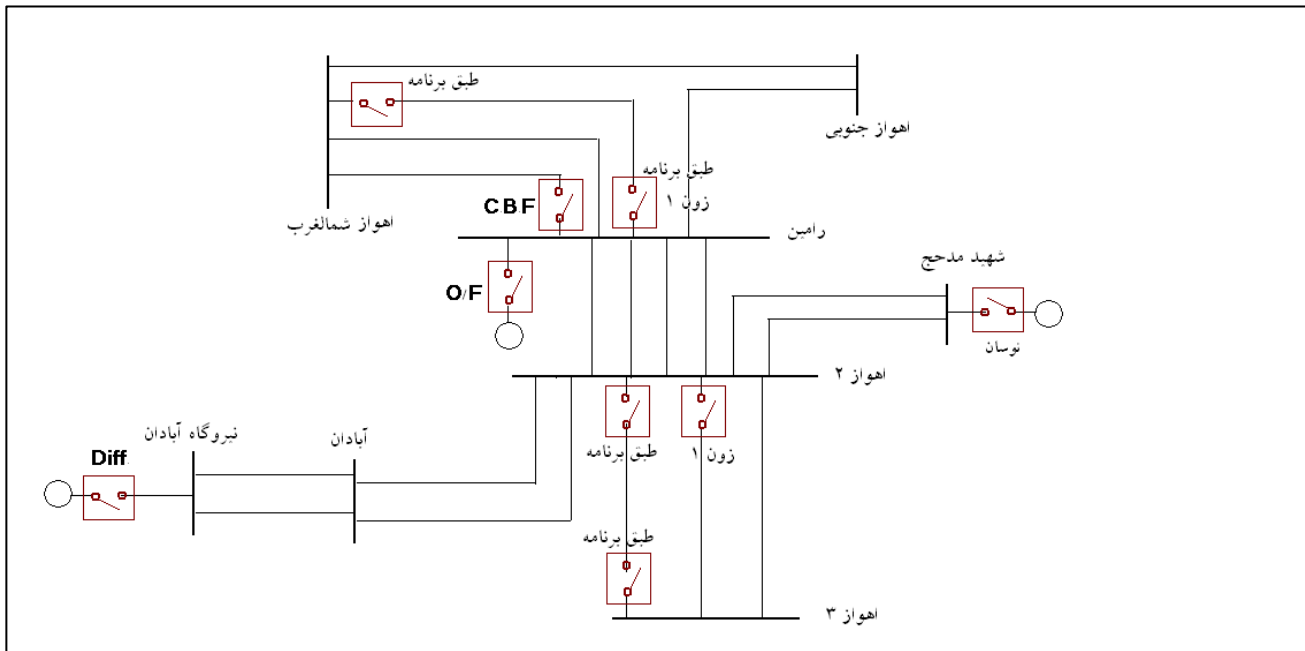 طبق برنامه
اهواز جنوبی
طبق برنامه
C.B.F
زون ۱
اهواز شمالغرب
رامین
شهید مدحج
O/F
نوسان
اهواز ۲
نیروگاه آبادان
آبادان
طبق برنامه
زون ۱
Diff.
طبق برنامه
اهواز ۳